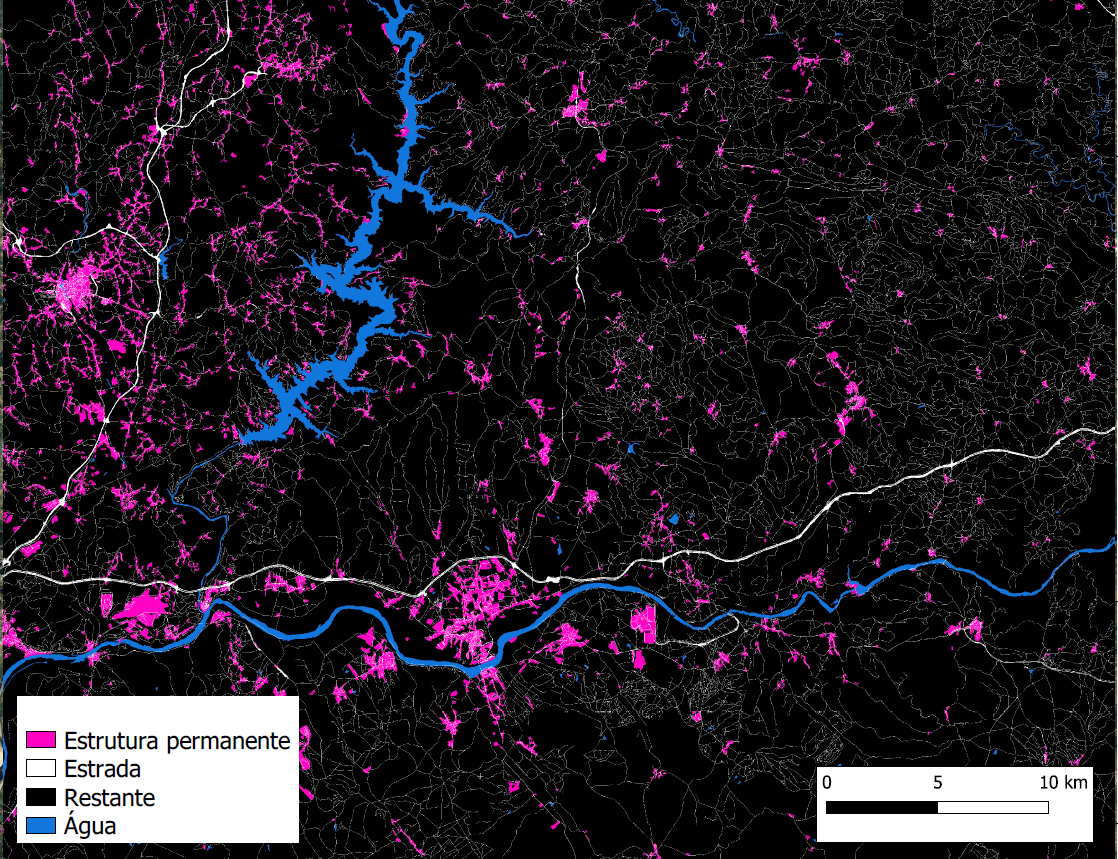 Estrutura permanente
Estrada
Restante
Água
0 5 10 km